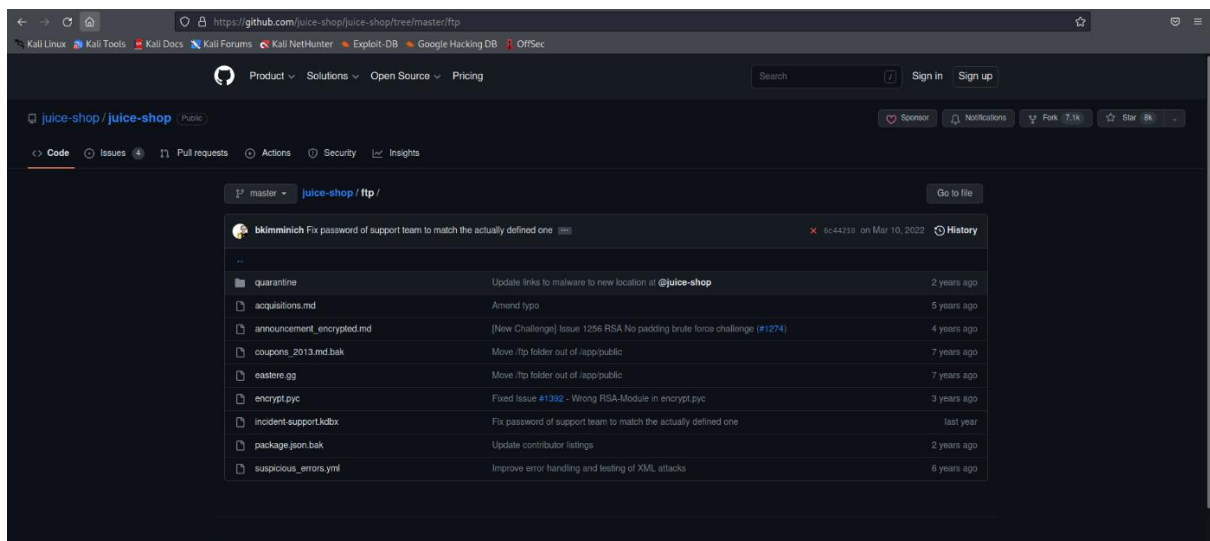 https://github.com/juice-shop/juice-shop/tree/master/ftp
Kali Linux Kali Tools Kali Docs Kali Forums Kali NetHunter Exploit-DB Google Hacking DB OffSec
Product Solutions Open Source Pricing Search / Sign in Sign up
juice-shop / juice-shop Public Sponsor Notifications Fork 7.1k Star 8k
<> Code Issues 4 Pull requests Actions Security Insights
master juice-shop / ftp / Go to file
bkimminich Fix password of support team to match the actually defined one ... 6c44218 on Mar 10, 2022 History
..
quarantine Update links to malware to new location at @juice-shop 2 years ago
acquisitions.md Amend typo 5 years ago
announcement_encrypted.md [New Challenge] Issue 1256 RSA No padding brute force challenge (#1274) 4 years ago
coupons_2013.md.bak Move /ftp folder out of /app/public 7 years ago
eastere.gg Move /ftp folder out of /app/public 7 years ago
encrypt.pyc Fixed Issue #1392 - Wrong RSA-Module in encrypt.pyc 3 years ago
incident-support.kdbx Fix password of support team to match the actually defined one last year
package.json.bak Update contributor listings 2 years ago
suspicious_errors.yml Improve error handling and testing of XML attacks 6 years ago